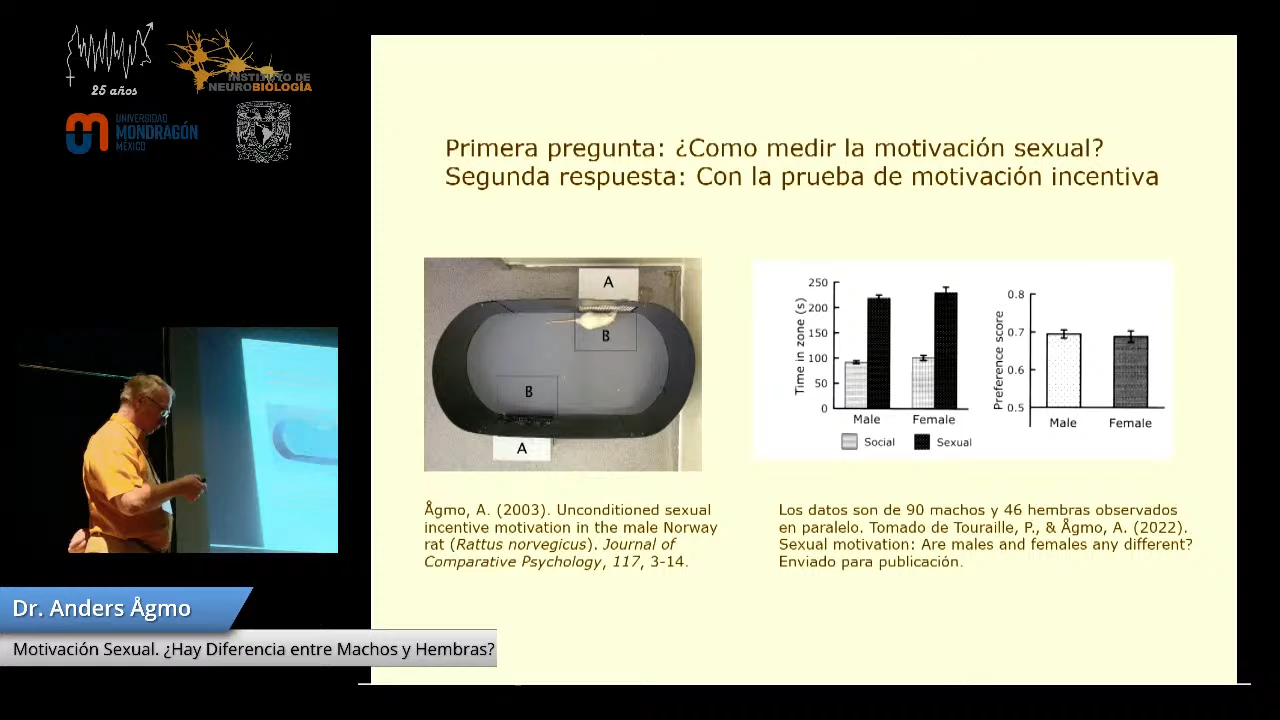 25 años
INSTITUTO DE
NEUROBIOLOGÍA
UNIVERSIDAD
MONDRAGÓN
MÉXICO
Primera pregunta: ¿Como medir la motivación sexual?
Segunda respuesta: Con la prueba de motivación incentiva
A
B
B
A
Time in zone (s)
250
200
150
100
50
0
Male
Female
Social
Sexual
Preference score
0.8
0.7
0.6
0.5
Male
Female
Ågmo, A. (2003). Unconditioned sexual
incentive motivation in the male Norway
rat (Rattus norvegicus). Journal of
Comparative Psychology, 117, 3-14.
Los datos son de 90 machos y 46 hembras observados
en paralelo. Tomado de Touraille, P., & Ågmo, A. (2022).
Sexual motivation: Are males and females any different?
Enviado para publicación.
Dr. Anders Ågmo
Motivación Sexual. ¿Hay Diferencia entre Machos y Hembras?